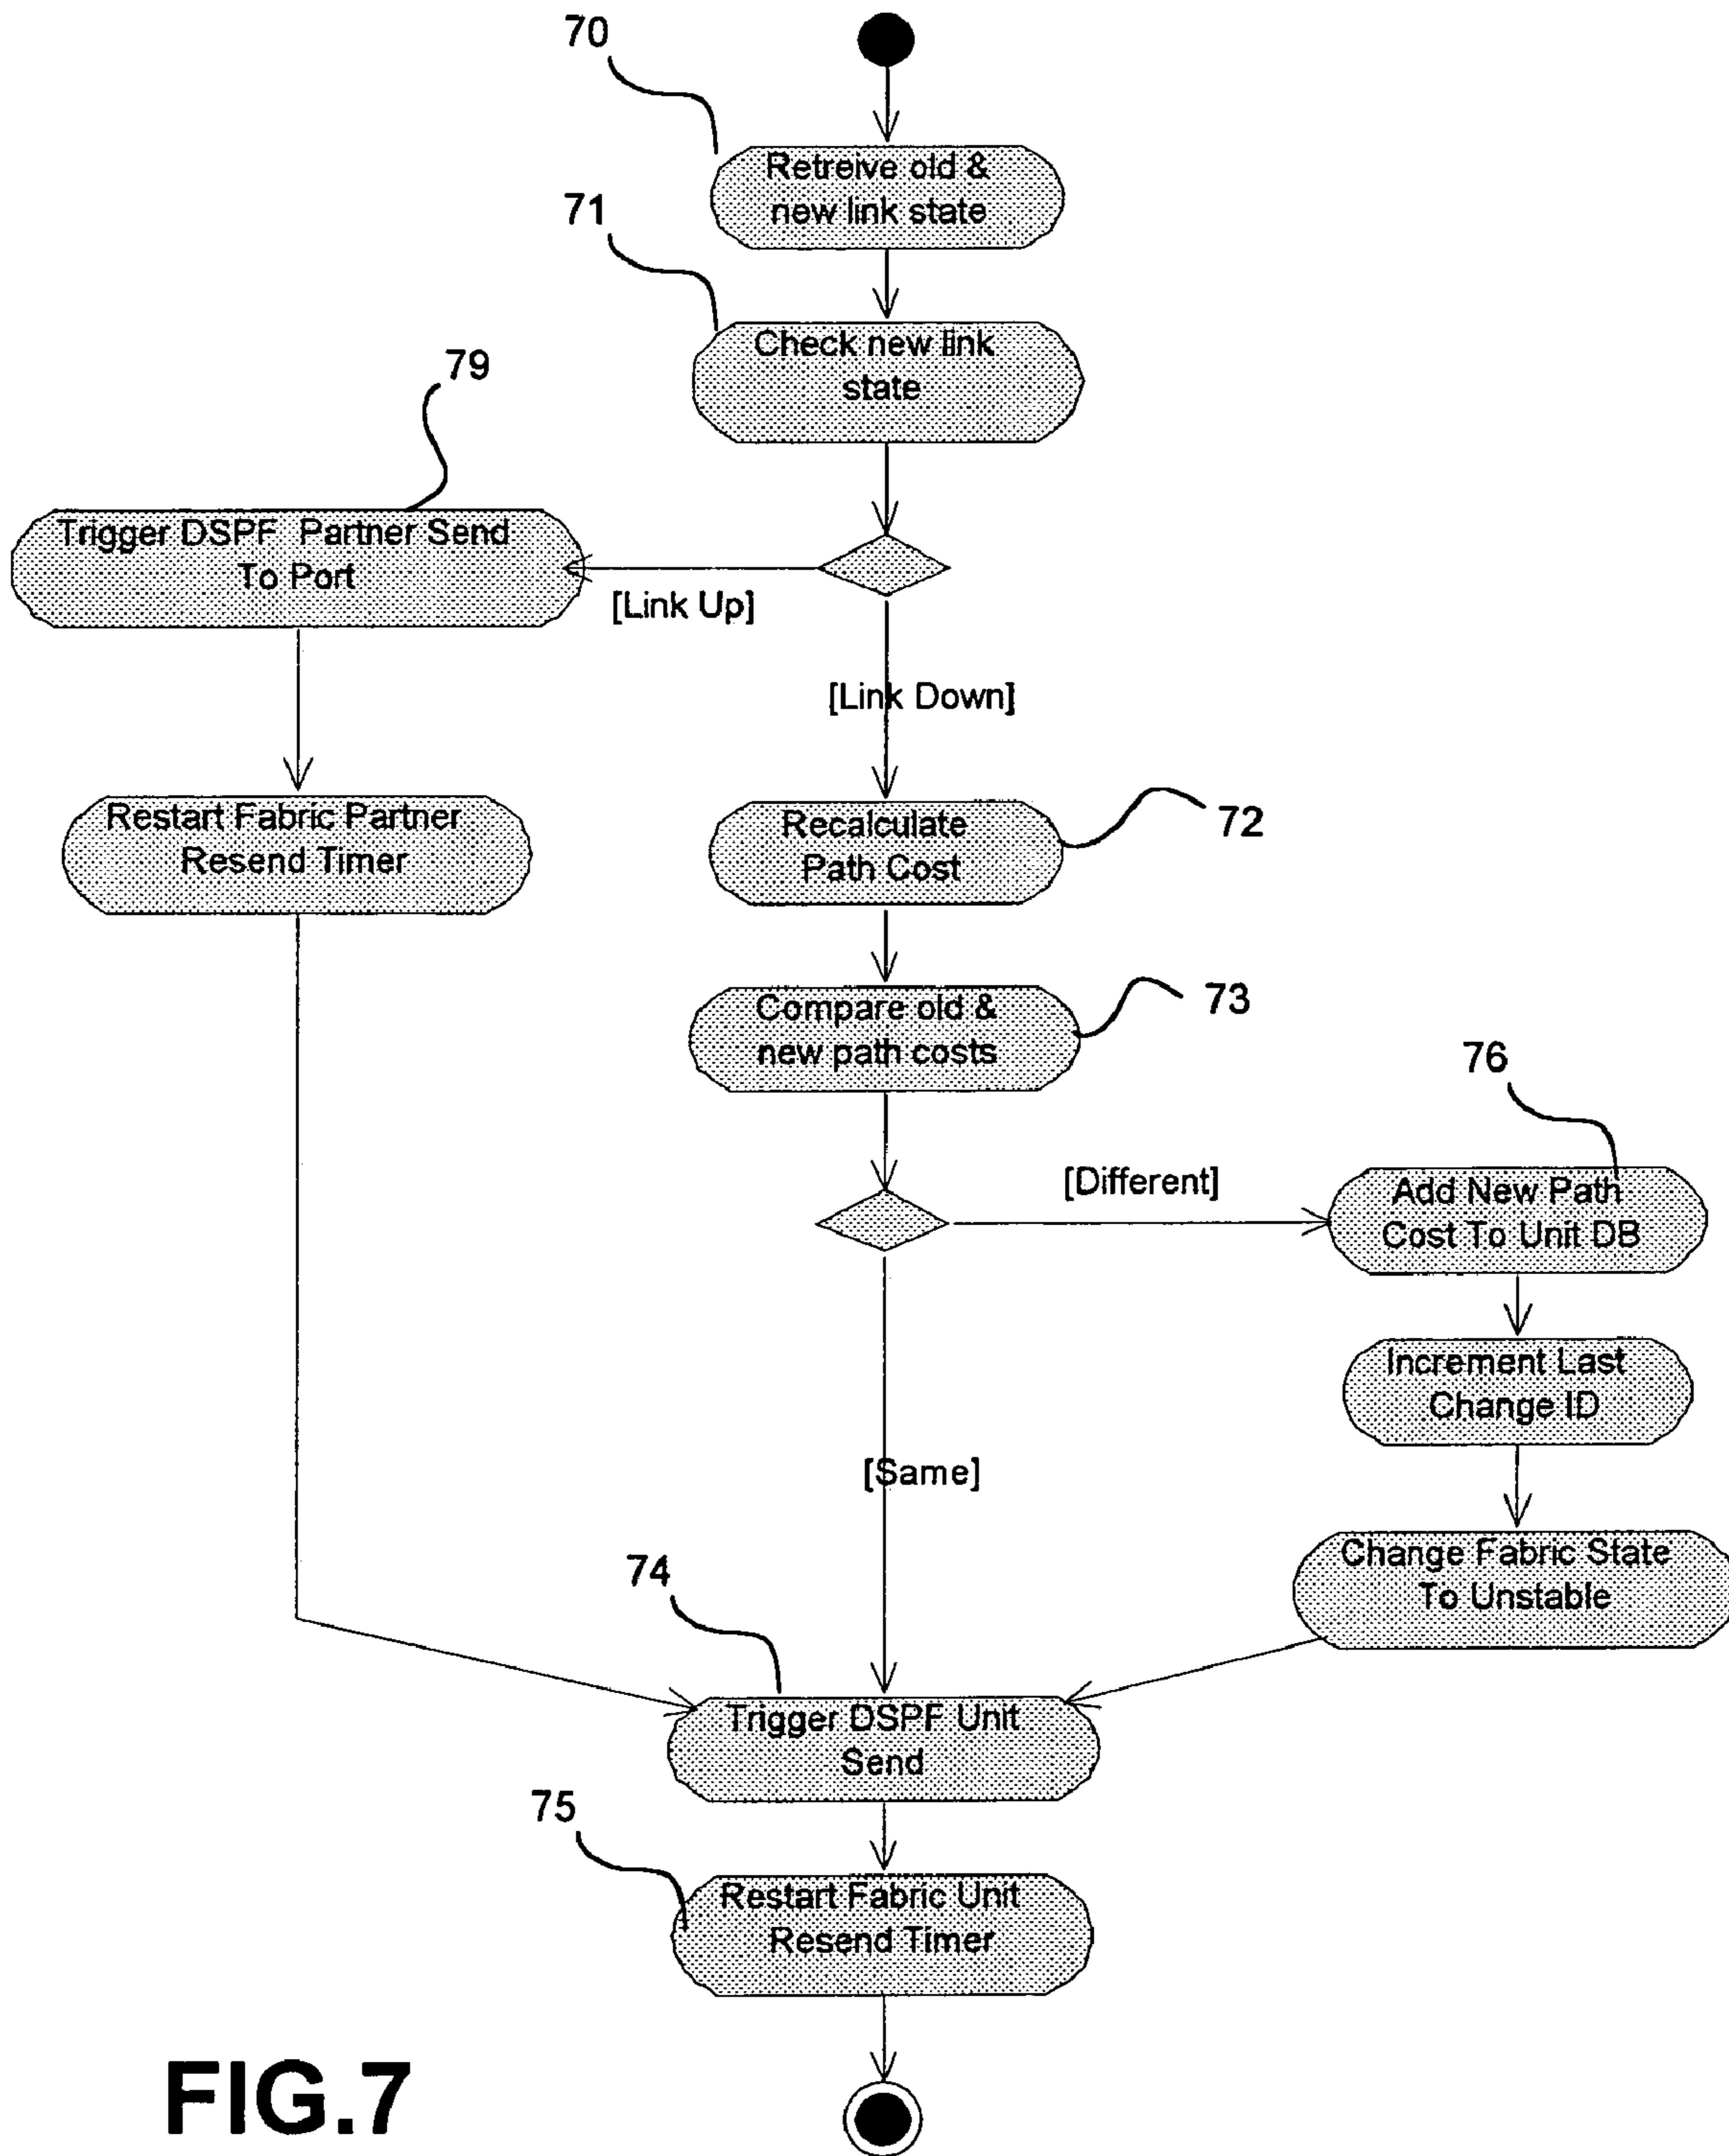 70
Retreive old &
new link state
71
Check new link
state
79
Trigger DSPF Partner Send
To Port
[Link Up]
[Link Down]
Restart Fabric Partner
Resend Timer
Recalculate
Path Cost
72
Compare old &
new path costs
73
76
[Different]
Add New Path
Cost To Unit DB
Increment Last
Change ID
[Same]
Change Fabric State
To Unstable
74
Trigger DSPF Unit
Send
75
Restart Fabric Unit
Resend Timer
FIG.7